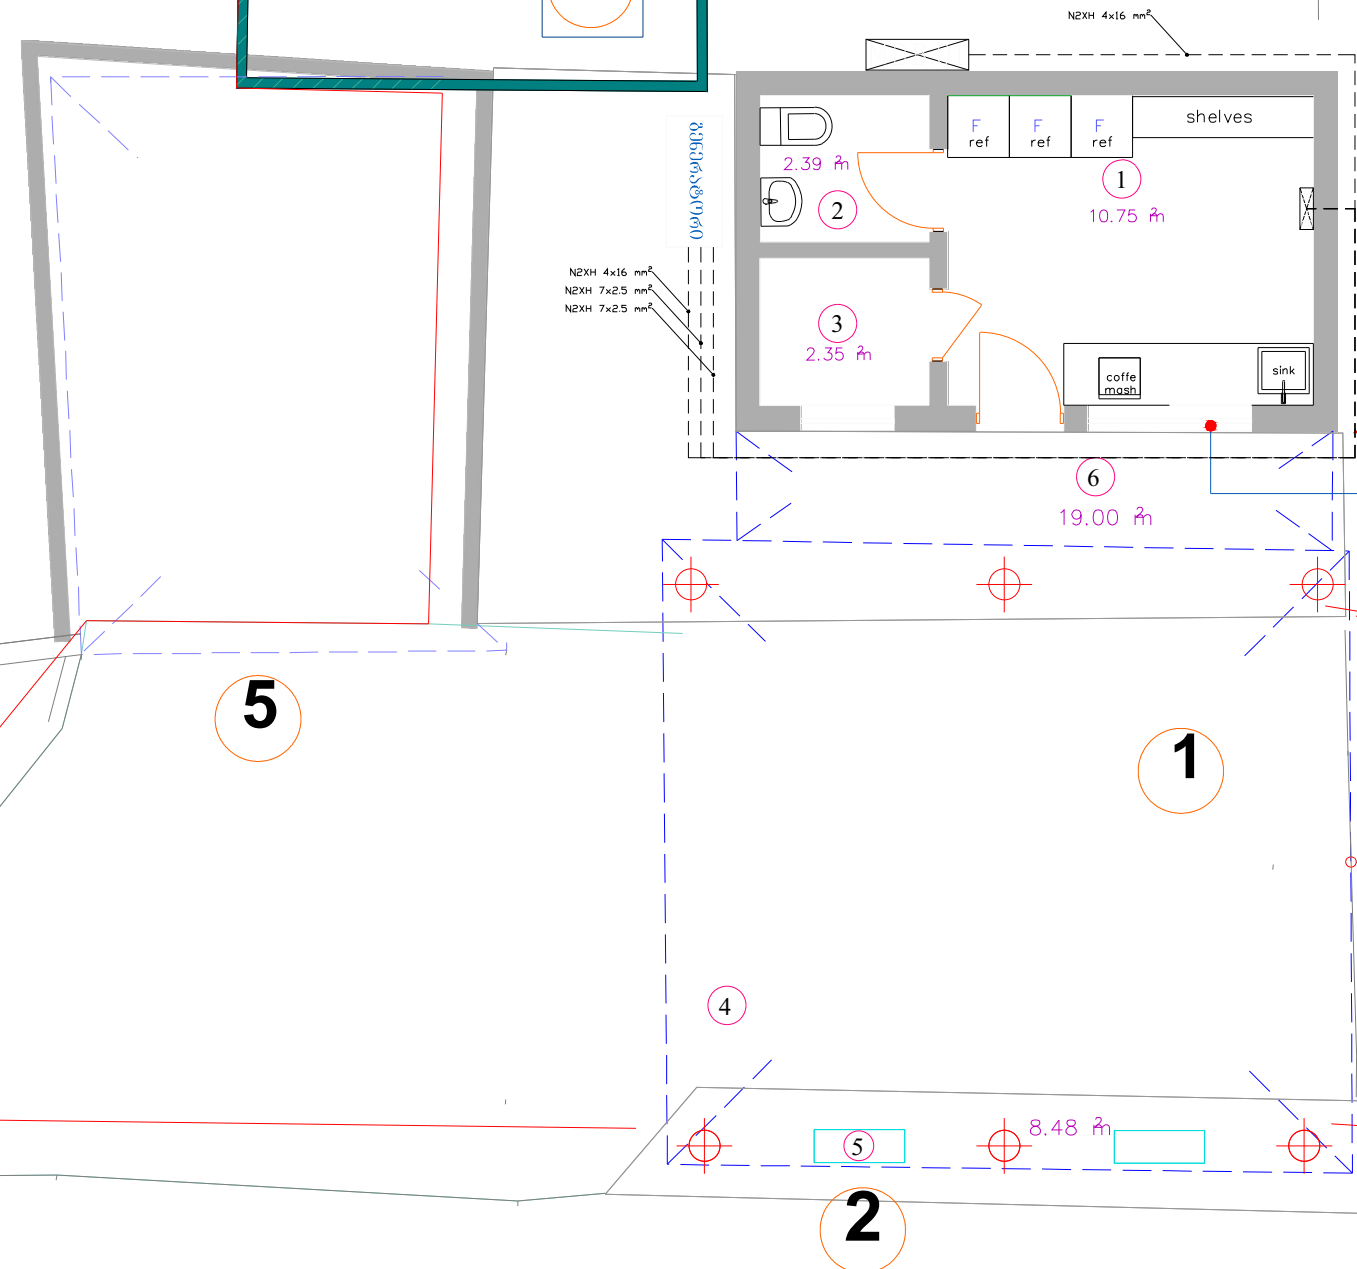 N2XH 4x16 mm²
გენერატორი
F
ref
F
ref
F
ref
shelves
2.39 m²
2
1
10.75 m²
N2XH 4x16 mm²
N2XH 7x2.5 mm²
N2XH 7x2.5 mm²
3
2.35 m²
coffe
mash
sink
6
19.00 m²
5
1
4
8.48 m²
5
2